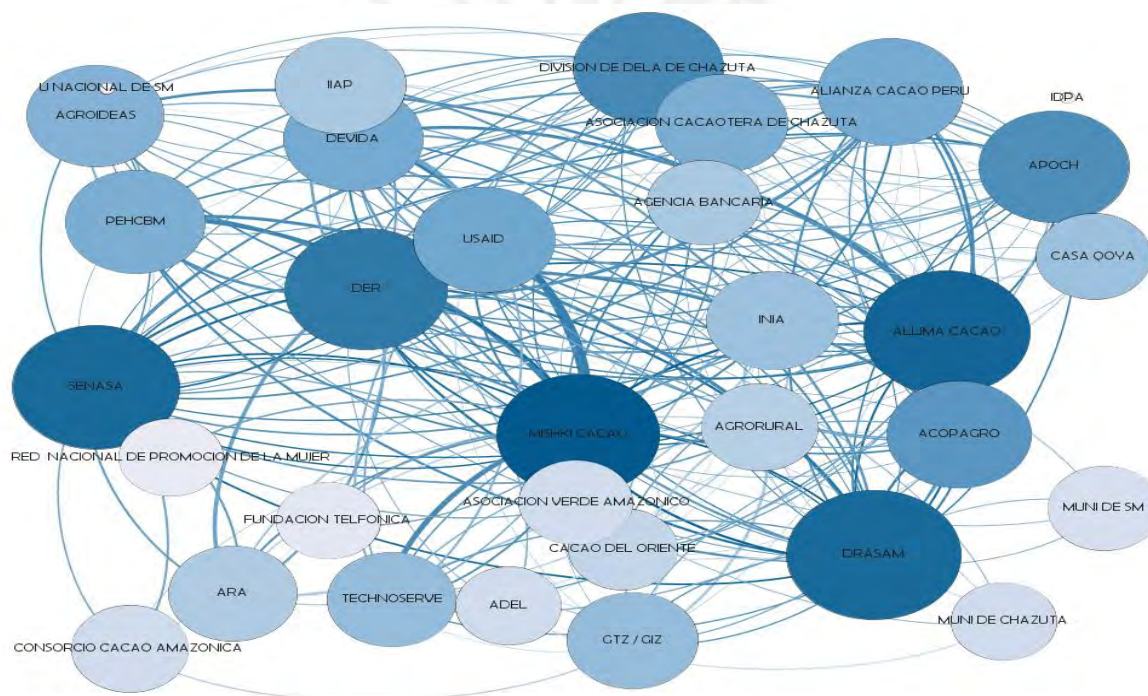 DIVISION DE DELA DE CHAZUTA
U NACIONAL DE SM
IIAP
ALIANZA CACAO PERU
IDPA
AGROIDEAS
ASOCIACION CACAOTERA DE CHAZUTA
DEVIDA
APOCH
AGENCIA BANCARIA
PEHCBM
USAID
CASA QOYA
DER
INIA
ALLIMA CACAO
SENASA
MISHKI CACAO
AGRORURAL
ACOPAGRO
RED NACIONAL DE PROMOCION DE LA MUJER
ASOCIACION VERDE AMAZONICO
MUNI DE SM
FUNDACION TELFONICA
CACAO DEL ORIENTE
DRASAM
ARA
TECHNOSERVE
ADEL
MUNI DE CHAZUTA
GTZ / GIZ
CONSORCIO CACAO AMAZONICA